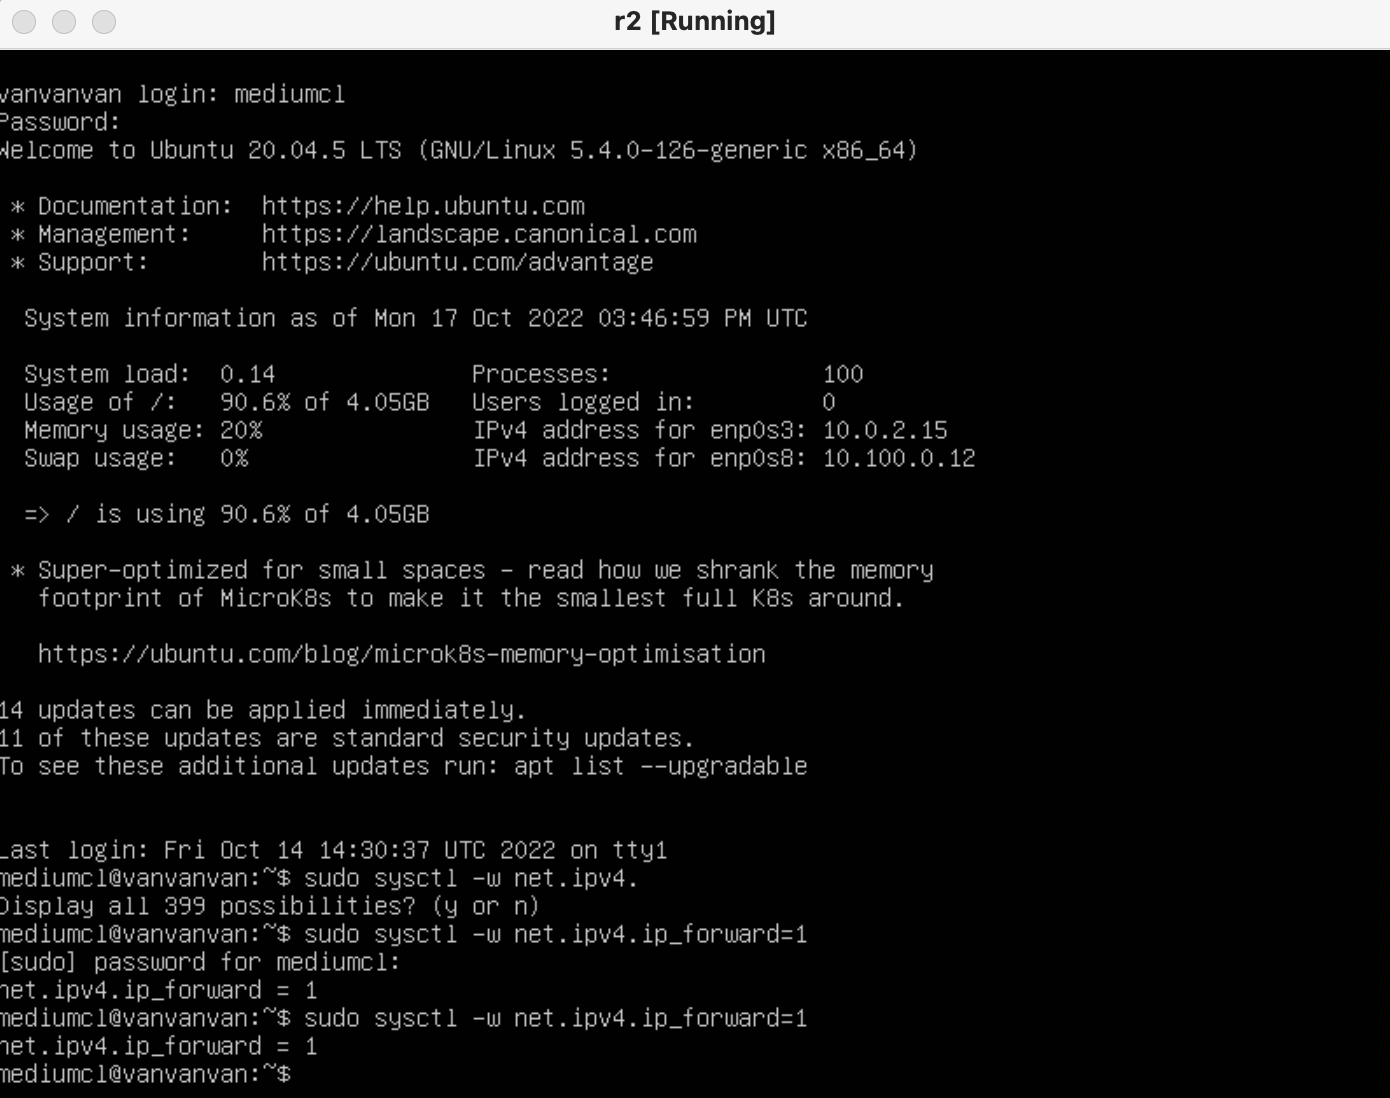 r2 [Running]
vanvanvan login: mediumcl
Password:
Welcome to Ubuntu 20.04.5 LTS (GNU/Linux 5.4.0-126-generic x86_64)
* Documentation:  https://help.ubuntu.com
* Management:     https://landscape.canonical.com
* Support:        https://ubuntu.com/advantage
System information as of Mon 17 Oct 2022 03:46:59 PM UTC
System load:  0.14              Processes:               100
Usage of /:   90.6% of 4.05GB   Users logged in:         0
Memory usage: 20%               IPv4 address for enp0s3: 10.0.2.15
Swap usage:   0%                IPv4 address for enp0s8: 10.100.0.12
=> / is using 90.6% of 4.05GB
* Super-optimized for small spaces - read how we shrank the memory
footprint of MicroK8s to make it the smallest full K8s around.
https://ubuntu.com/blog/microk8s-memory-optimisation
14 updates can be applied immediately.
11 of these updates are standard security updates.
To see these additional updates run: apt list --upgradable
Last login: Fri Oct 14 14:30:37 UTC 2022 on tty1
mediumcl@vanvanvan:~$ sudo sysctl -w net.ipv4.
Display all 399 possibilities? (y or n)
mediumcl@vanvanvan:~$ sudo sysctl -w net.ipv4.ip_forward=1
[sudo] password for mediumcl:
net.ipv4.ip_forward = 1
mediumcl@vanvanvan:~$ sudo sysctl -w net.ipv4.ip_forward=1
net.ipv4.ip_forward = 1
mediumcl@vanvanvan:~$